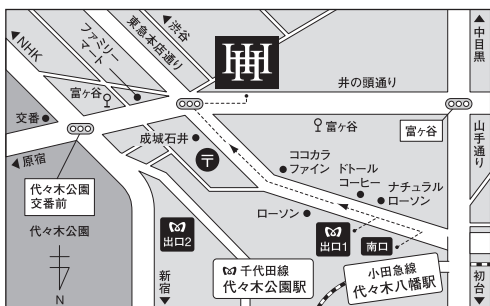 ▲NHK
ファミリー
マート
東急本店通り
▲渋谷
HH
井の頭通り
▲中目黒
富ヶ谷
交番
富ヶ谷
富ヶ谷
山手通り
成城石井
〒
◀原宿
代々木公園
交番前
ココカラ
ファイン
ドトール
コーヒー
ナチュラル
ローソン
ローソン
代々木公園
出口2
出口1
南口
N
新宿▼
千代田線
代々木公園駅
小田急線
代々木八幡駅
初台▼